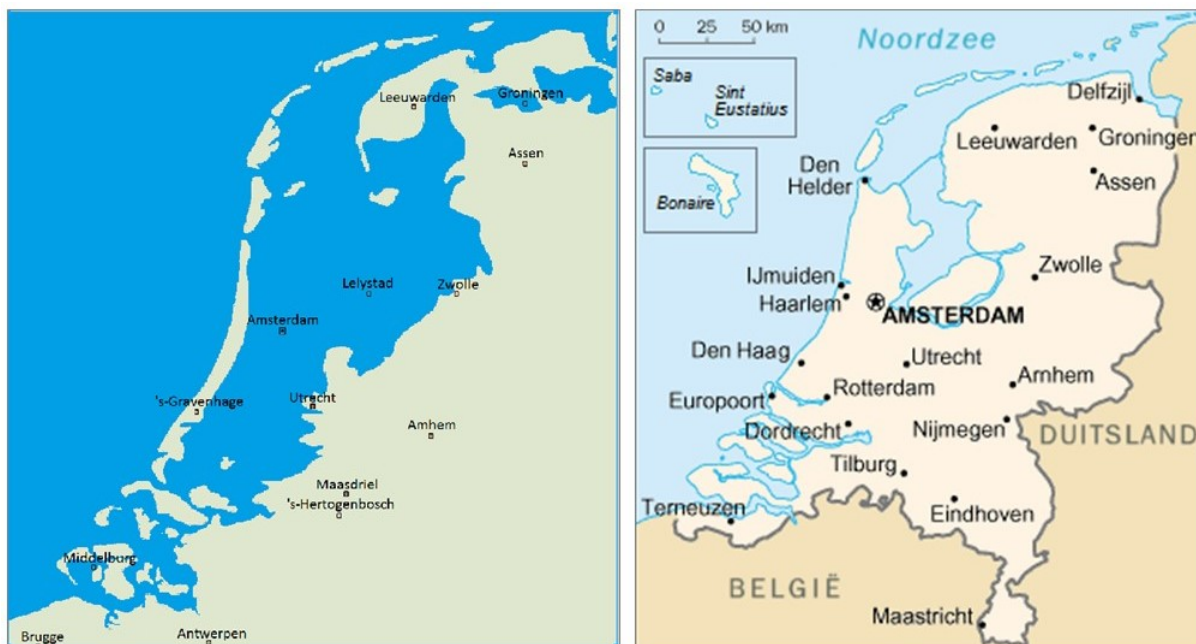 Leeuwarden
Groningen
Assen
Lelystad
Zwolle
Amsterdam
's-Gravenhage
Utrecht
Arnhem
Maasdriel
's-Hertogenbosch
Middelburg
Brugge
Antwerpen
0 25 50 km
Noordzee
Saba
Sint
Eustatius
Bonaire
Delfzijl
Leeuwarden
Groningen
Den
Helder
Assen
IJmuiden
Haarlem
Zwolle
AMSTERDAM
Den Haag
Utrecht
Arnhem
Europoort
Rotterdam
Dordrecht
Nijmegen
DUITSLAND
Tilburg
Terneuzen
Eindhoven
BELGIË
Maastricht